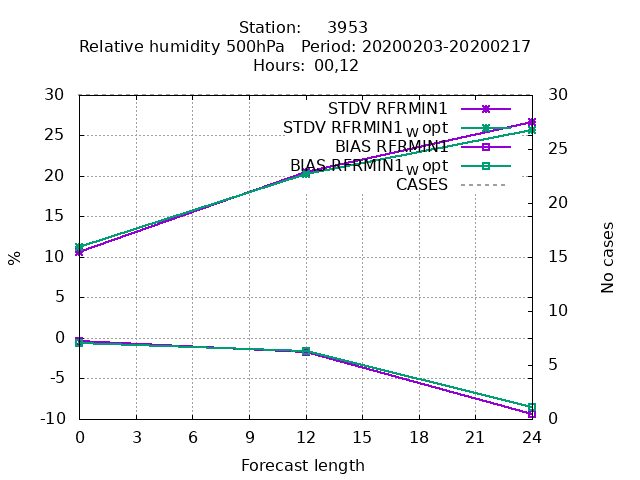 Station: 3953
Relative humidity 500hPa Period: 20200203-20200217
Hours: 00,12
30 30
STDV RFRMIN1
STDV RFRMIN1w opt
25 25
BIAS RFRMIN1
BIAS RFRMIN1w opt
20 20
CASES
15 15
10 10
5 5
0
-5
-10 0
0 3 6 9 12 15 18 21 24
%
No cases
Forecast length